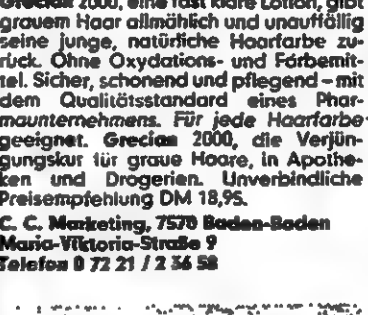 Grecian 2000, eine fast klare Lotion, gibt
grauem Haar allmählich und unauffällig
seine junge, natürliche Haarfarbe zu-
rück. Ohne Oxydations- und Färbemit-
tel. Sicher, schonend und pflegend – mit
dem Qualitätsstandard eines Phar-
maunternehmens. Für jede Haarfarbe
geeignet. Grecian 2000, die Verjün-
gungskur für graue Haare, in Apothe-
ken und Drogerien. Unverbindliche
Preisempfehlung DM 18,95.
C. C. Marketing, 7570 Baden-Baden
Maria-Viktoria-Straße 9
Telefon 0 72 21 / 2 36 58